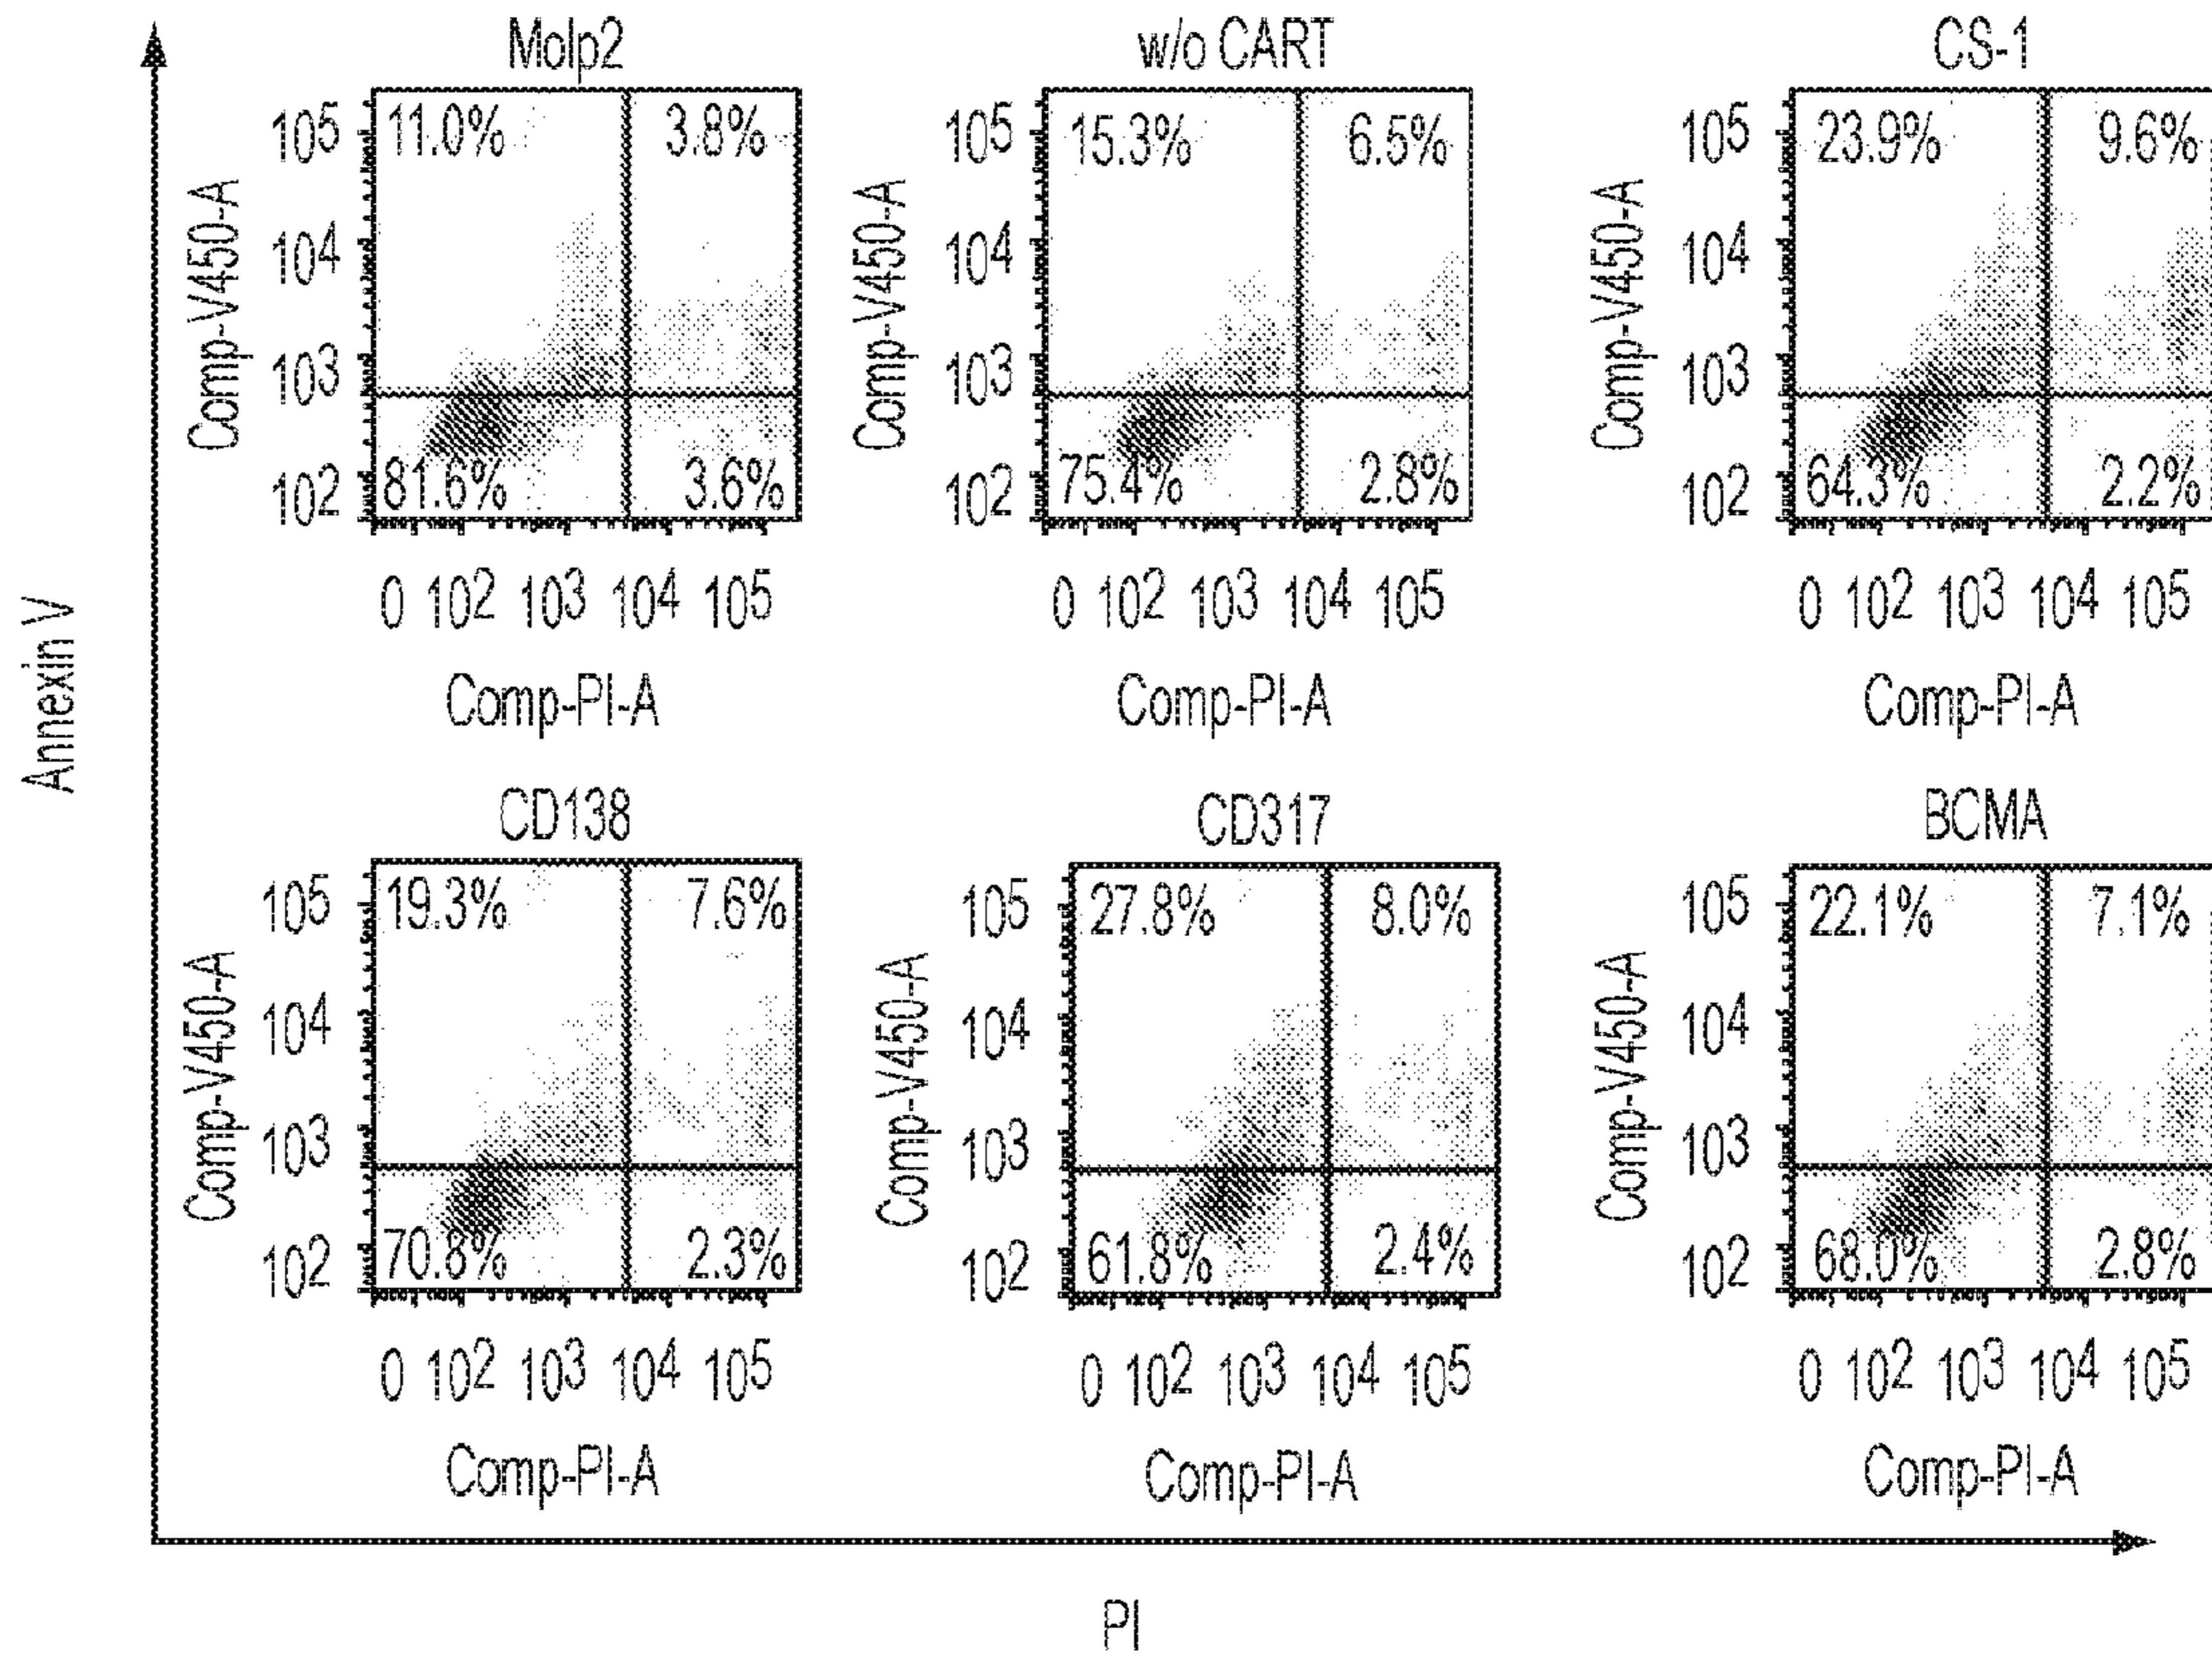 Annexin V
Molp2
Comp-V450-A
105
104
103
102
11.0%
3.8%
81.6%
3.6%
0 102 103 104 105
Comp-PI-A
w/o CART
Comp-V450-A
105
104
103
102
15.3%
6.5%
75.4%
2.8%
0 102 103 104 105
Comp-PI-A
CS-1
Comp-V450-A
105
104
103
102
23.9%
9.6%
64.3%
2.2%
0 102 103 104 105
Comp-PI-A
CD138
Comp-V450-A
105
104
103
102
19.3%
7.6%
70.8%
2.3%
0 102 103 104 105
Comp-PI-A
CD317
Comp-V450-A
105
104
103
102
27.8%
8.0%
61.8%
2.4%
0 102 103 104 105
Comp-PI-A
BCMA
Comp-V450-A
105
104
103
102
22.1%
7.1%
68.0%
2.8%
0 102 103 104 105
Comp-PI-A
PI